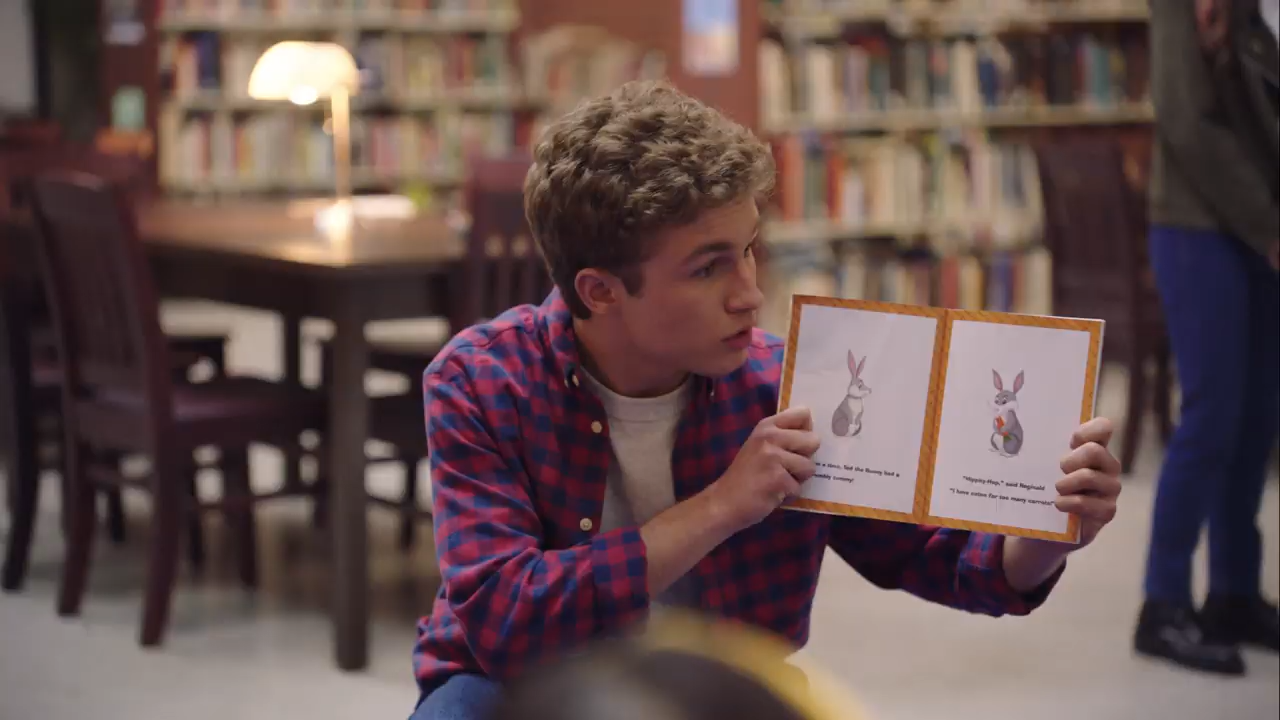 a time, Ted the Bunny had a
tummy!
"Hippity-Hop," said Reginald
"I have eaten far too many carrots!"